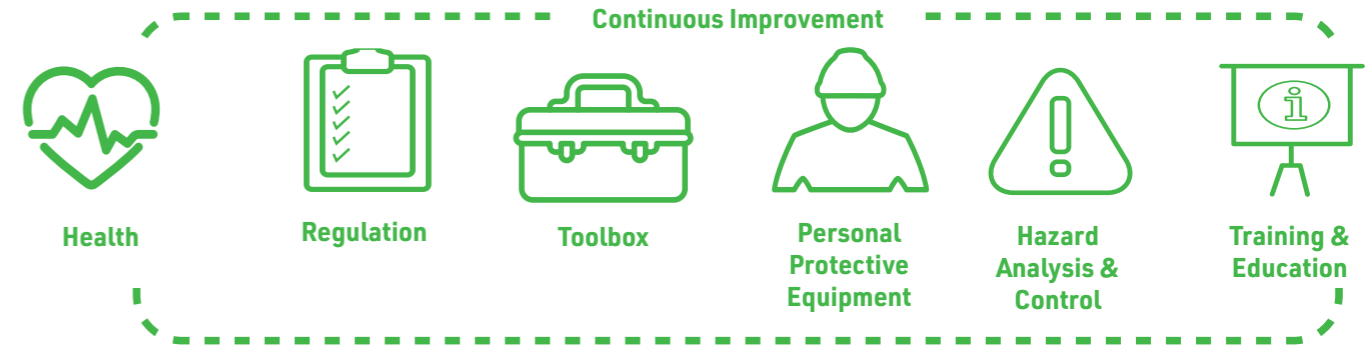 Continuous Improvement
i
Health
Regulation
Toolbox
Personal
Protective
Equipment
Hazard
Analysis &
Control
Training &
Education